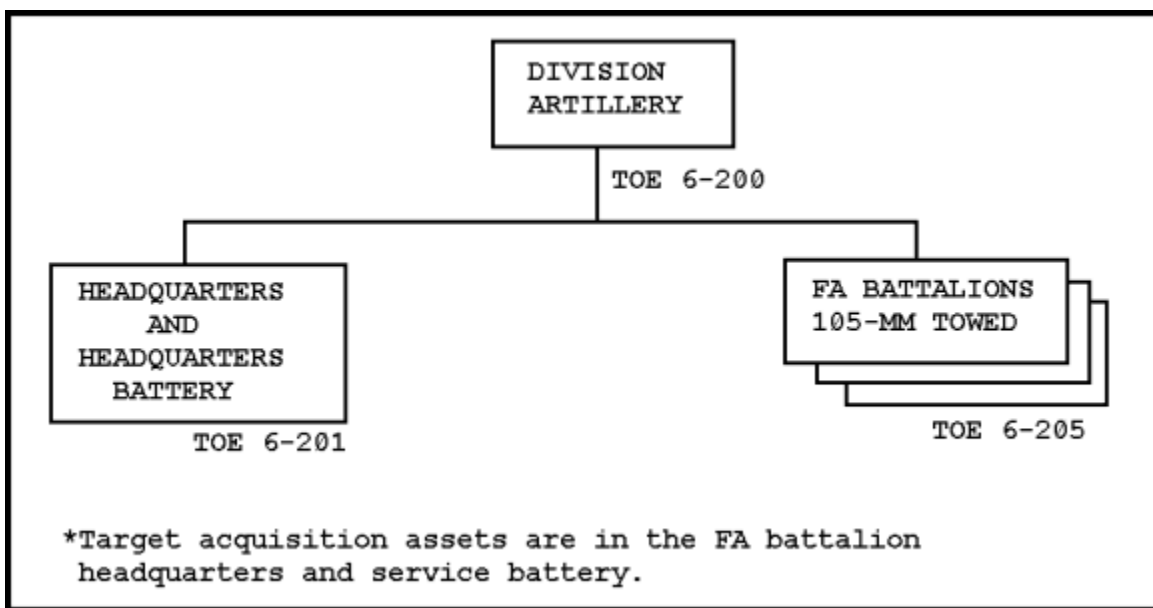 DIVISION
ARTILLERY
TOE 6-200
HEADQUARTERS
AND
HEADQUARTERS
BATTERY
TOE 6-201
FA BATTALIONS
105-MM TOWED
TOE 6-205
*Target acquisition assets are in the FA battalion
headquarters and service battery.